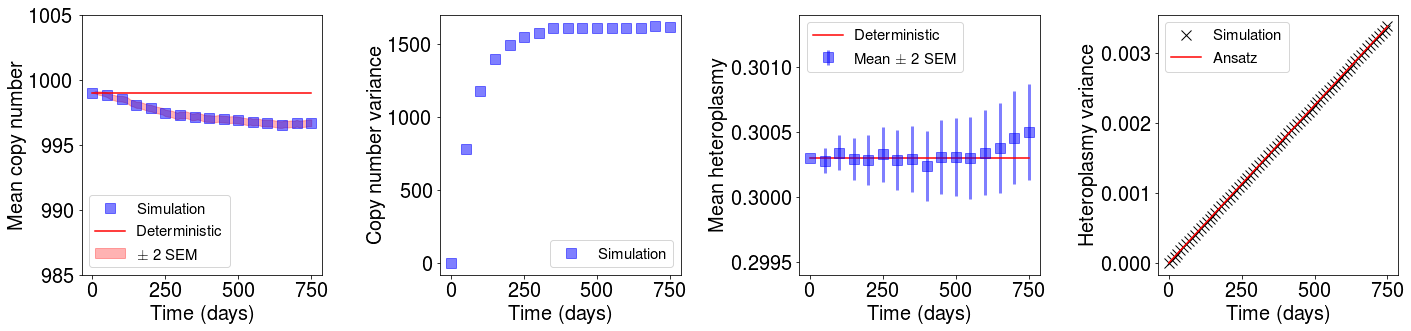 Mean copy number
1005
1000
995
990
985
Simulation
Deterministic
± 2 SEM
0
250
500
750
Time (days)
Copy number variance
1500
1000
500
0
Simulation
0
250
500
750
Time (days)
Mean heteroplasmy
0.3010
0.3005
0.3000
0.2995
Deterministic
Mean ± 2 SEM
0
250
500
750
Time (days)
Heteroplasmy variance
0.003
0.002
0.001
0.000
Simulation
Ansatz
0
250
500
750
Time (days)